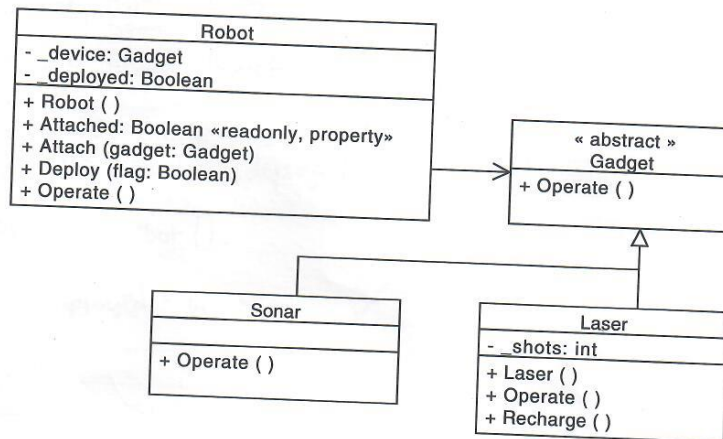 Robot
- _device: Gadget
- _deployed: Boolean
+ Robot ( )
+ Attached: Boolean «readonly, property»
+ Attach (gadget: Gadget)
+ Deploy (flag: Boolean)
+ Operate ( )
« abstract »
Gadget
+ Operate ( )
Sonar
+ Operate ( )
Laser
- _shots: int
+ Laser ( )
+ Operate ( )
+ Recharge ( )